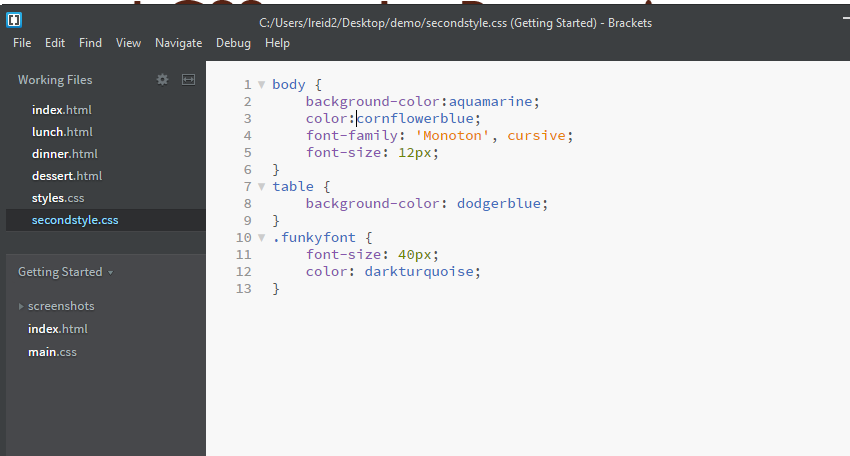 C:/Users/lreid2/Desktop/demo/secondstyle.css (Getting Started) - Brackets
File Edit Find View Navigate Debug Help
Working Files
index.html
lunch.html
dinner.html
dessert.html
styles.css
secondstyle.css
Getting Started
screenshots
index.html
main.css
1 body {
2 background-color:aquamarine;
3 color:cornflowerblue;
4 font-family: 'Monoton', cursive;
5 font-size: 12px;
6 }
7 table {
8 background-color: dodgerblue;
9 }
10 .funkyfont {
11 font-size: 40px;
12 color: darkturquoise;
13 }